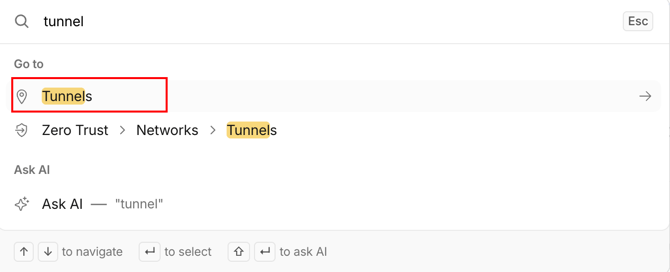 tunnel Esc
Go to
Tunnels
Zero Trust > Networks > Tunnels
Ask AI
Ask AI — "tunnel"
↑ ↓ to navigate ↵ to select ⇧ ↵ to ask AI